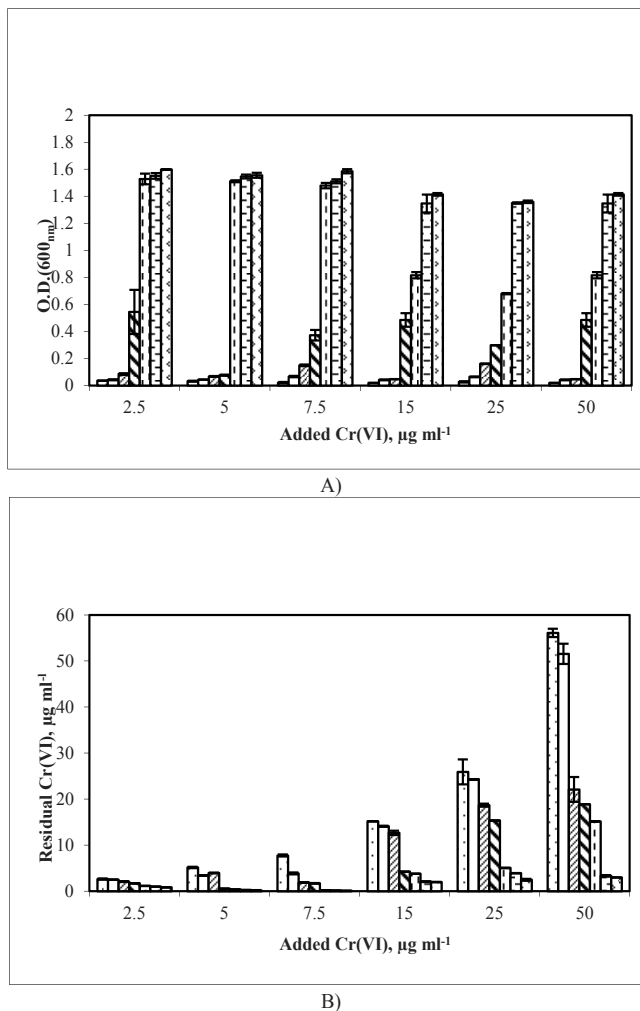 2
1.8
1.6
1.4
1.2
1
0.8
0.6
0.4
0.2
0
O.D.(600nm)
2.5 5 7.5 15 25 50
Added Cr(VI), µg ml-1
A)
60
50
40
30
20
10
0
Residual Cr(VI), µg ml-1
2.5 5 7.5 15 25 50
Added Cr(VI), µg ml-1
B)